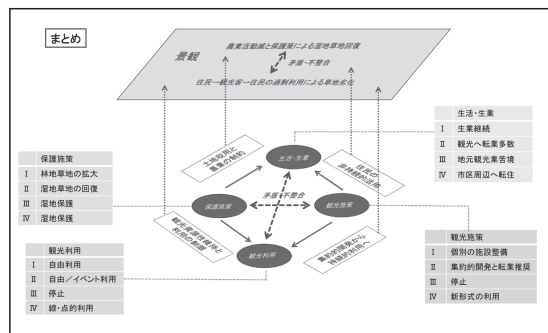 まとめ
景観
農業活動減と保護策による湿地草地回復
矛盾・不整合
住民→観光客→住民の過剰利用による草地劣化
生活・生業
Ⅰ 生業継続
Ⅱ 観光へ転業多数
Ⅲ 地元観光業苦境
Ⅳ 市区周辺へ転住
土地収用と
農業の制約
生活・生業
住民の
非持続的活用
保護施策
Ⅰ 林地草地の拡大
Ⅱ 湿地草地の回復
Ⅲ 湿地保護
Ⅳ 湿地保護
保護施策
矛盾・不整合
観光施策
観光資源性維持と
利用の制限
観光利用
集約的開発から
持続的利用へ
観光利用
Ⅰ 自由利用
Ⅱ 自由/イベント利用
Ⅲ 停止
Ⅳ 線・点的利用
観光施策
Ⅰ 個別の施設整備
Ⅱ 集約的開発と転業推奨
Ⅲ 停止
Ⅳ 新形式の利用